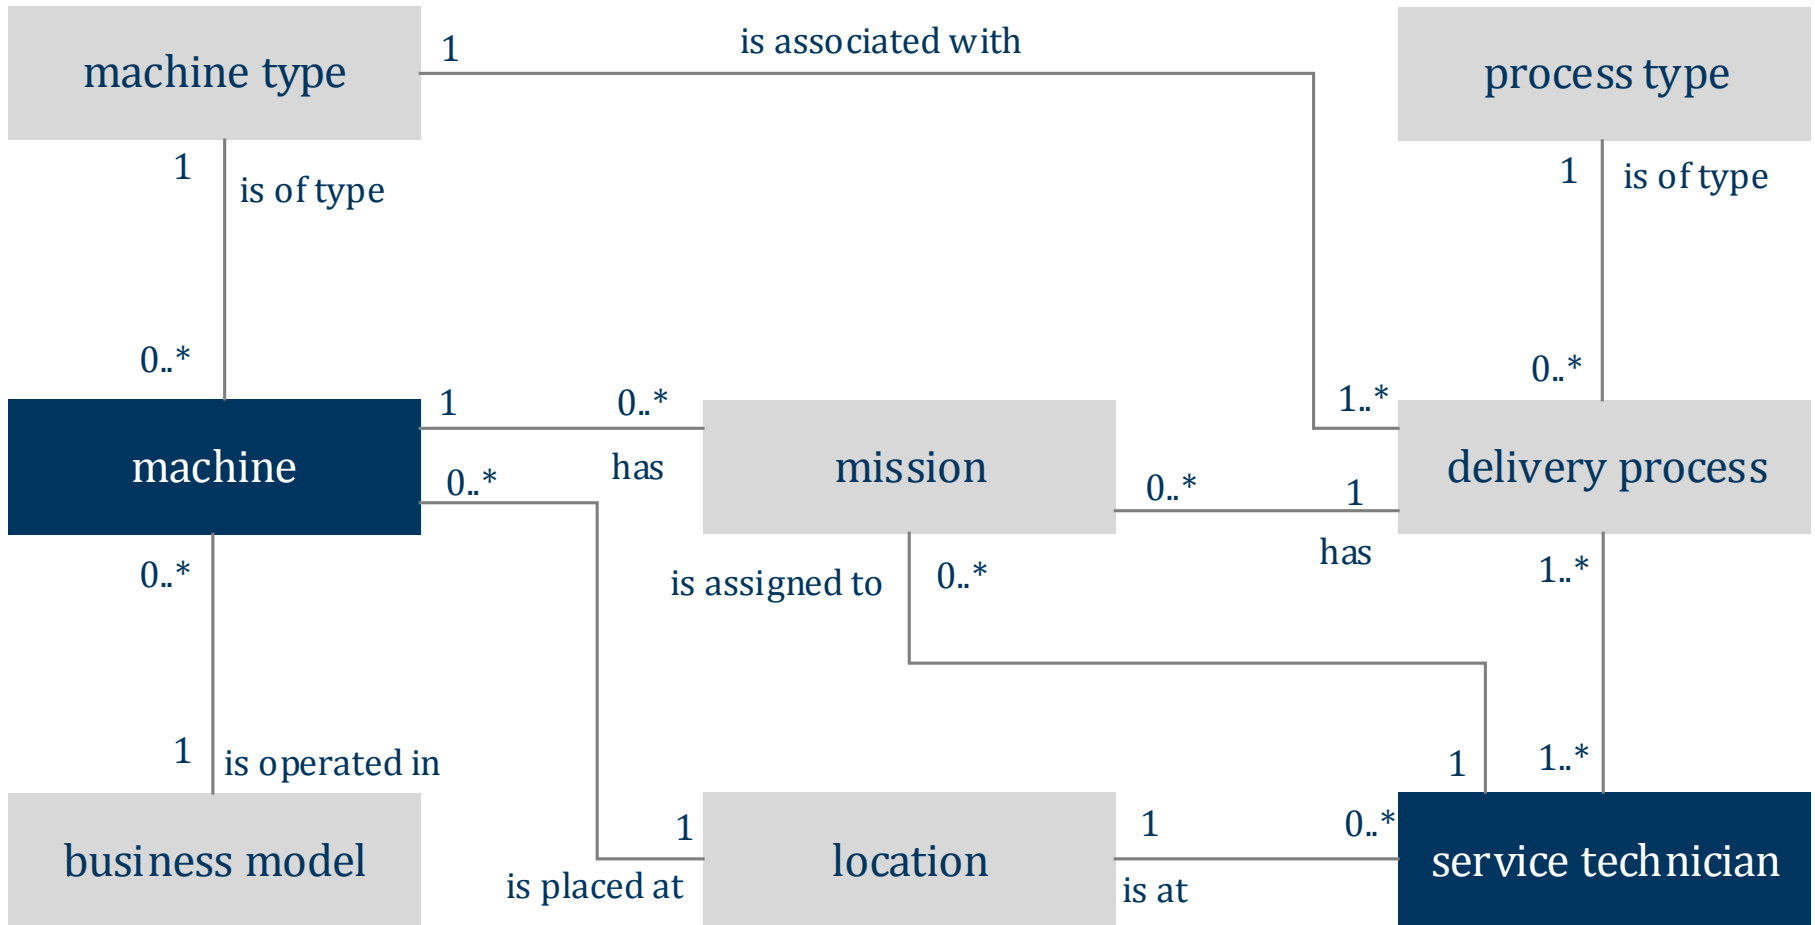 machine type
1
is associated with
process type
1
is of type
1
is of type
0..*
0..*
1
0..*
1..*
machine
has
mission
delivery process
0..*
0..*
1
has
0..*
is assigned to
0..*
1..*
1
is operated in
1
1..*
business model
1
is placed at
location
1
0..*
is at
service technician